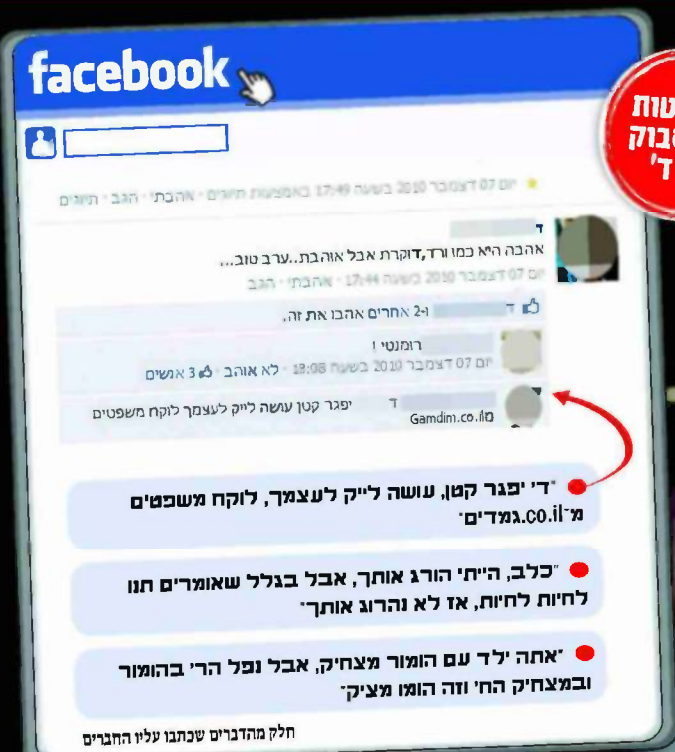 facebook
יום 07 דצמבר 2010 בשעה 17:49 באמצעות תיוגים · אהבתי · הגב · תיוגים
ד
אהבה היא כמו ורד,דוקרת אבל אוהבת..ערב טוב...
יום 07 דצמבר 2010 בשעה 17:44 · אהבתי · הגב
ד ו-2 אחרים אהבו את זה.
רומנטי !
יום 07 דצמבר 2010 בשעה 18:08 · לא אוהב · 3 אנשים
ד יפגר קטן עושה לייק לעצמך לוקח משפטים
מGamdim.co.il
"די יפגר קטן, עושה לייק לעצמך, לוקח משפטים
מ־co.il.גמדים"
"כלב, הייתי הורג אותך, אבל בגלל שאומרים תנו
לחיות לחיות, אז לא נהרוג אותך"
"אתה ילד עם הומור מצחיק, אבל נפל הר' בהומור
ובמצחיק החי' וזה הומו מציק"
חלק מהדברים שכתבו עליו החברים
ד'